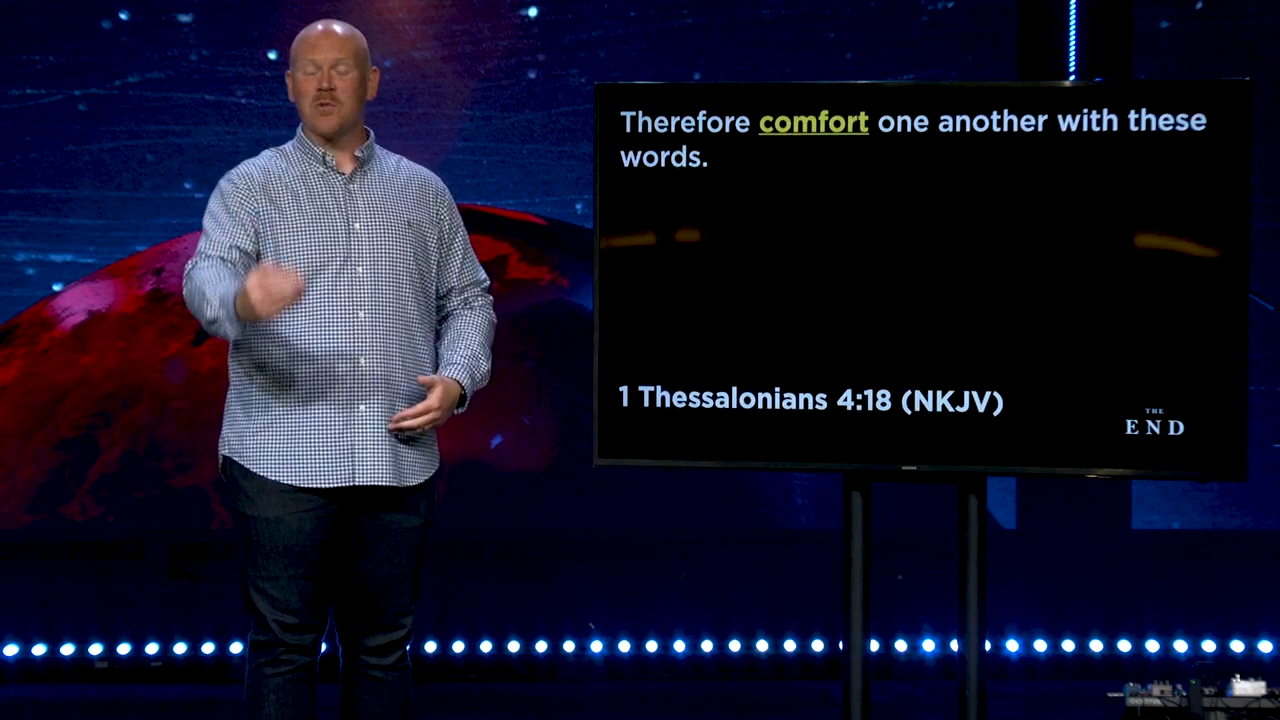 Therefore comfort one another with these
words.
1 Thessalonians 4:18 (NKJV)
THE
END